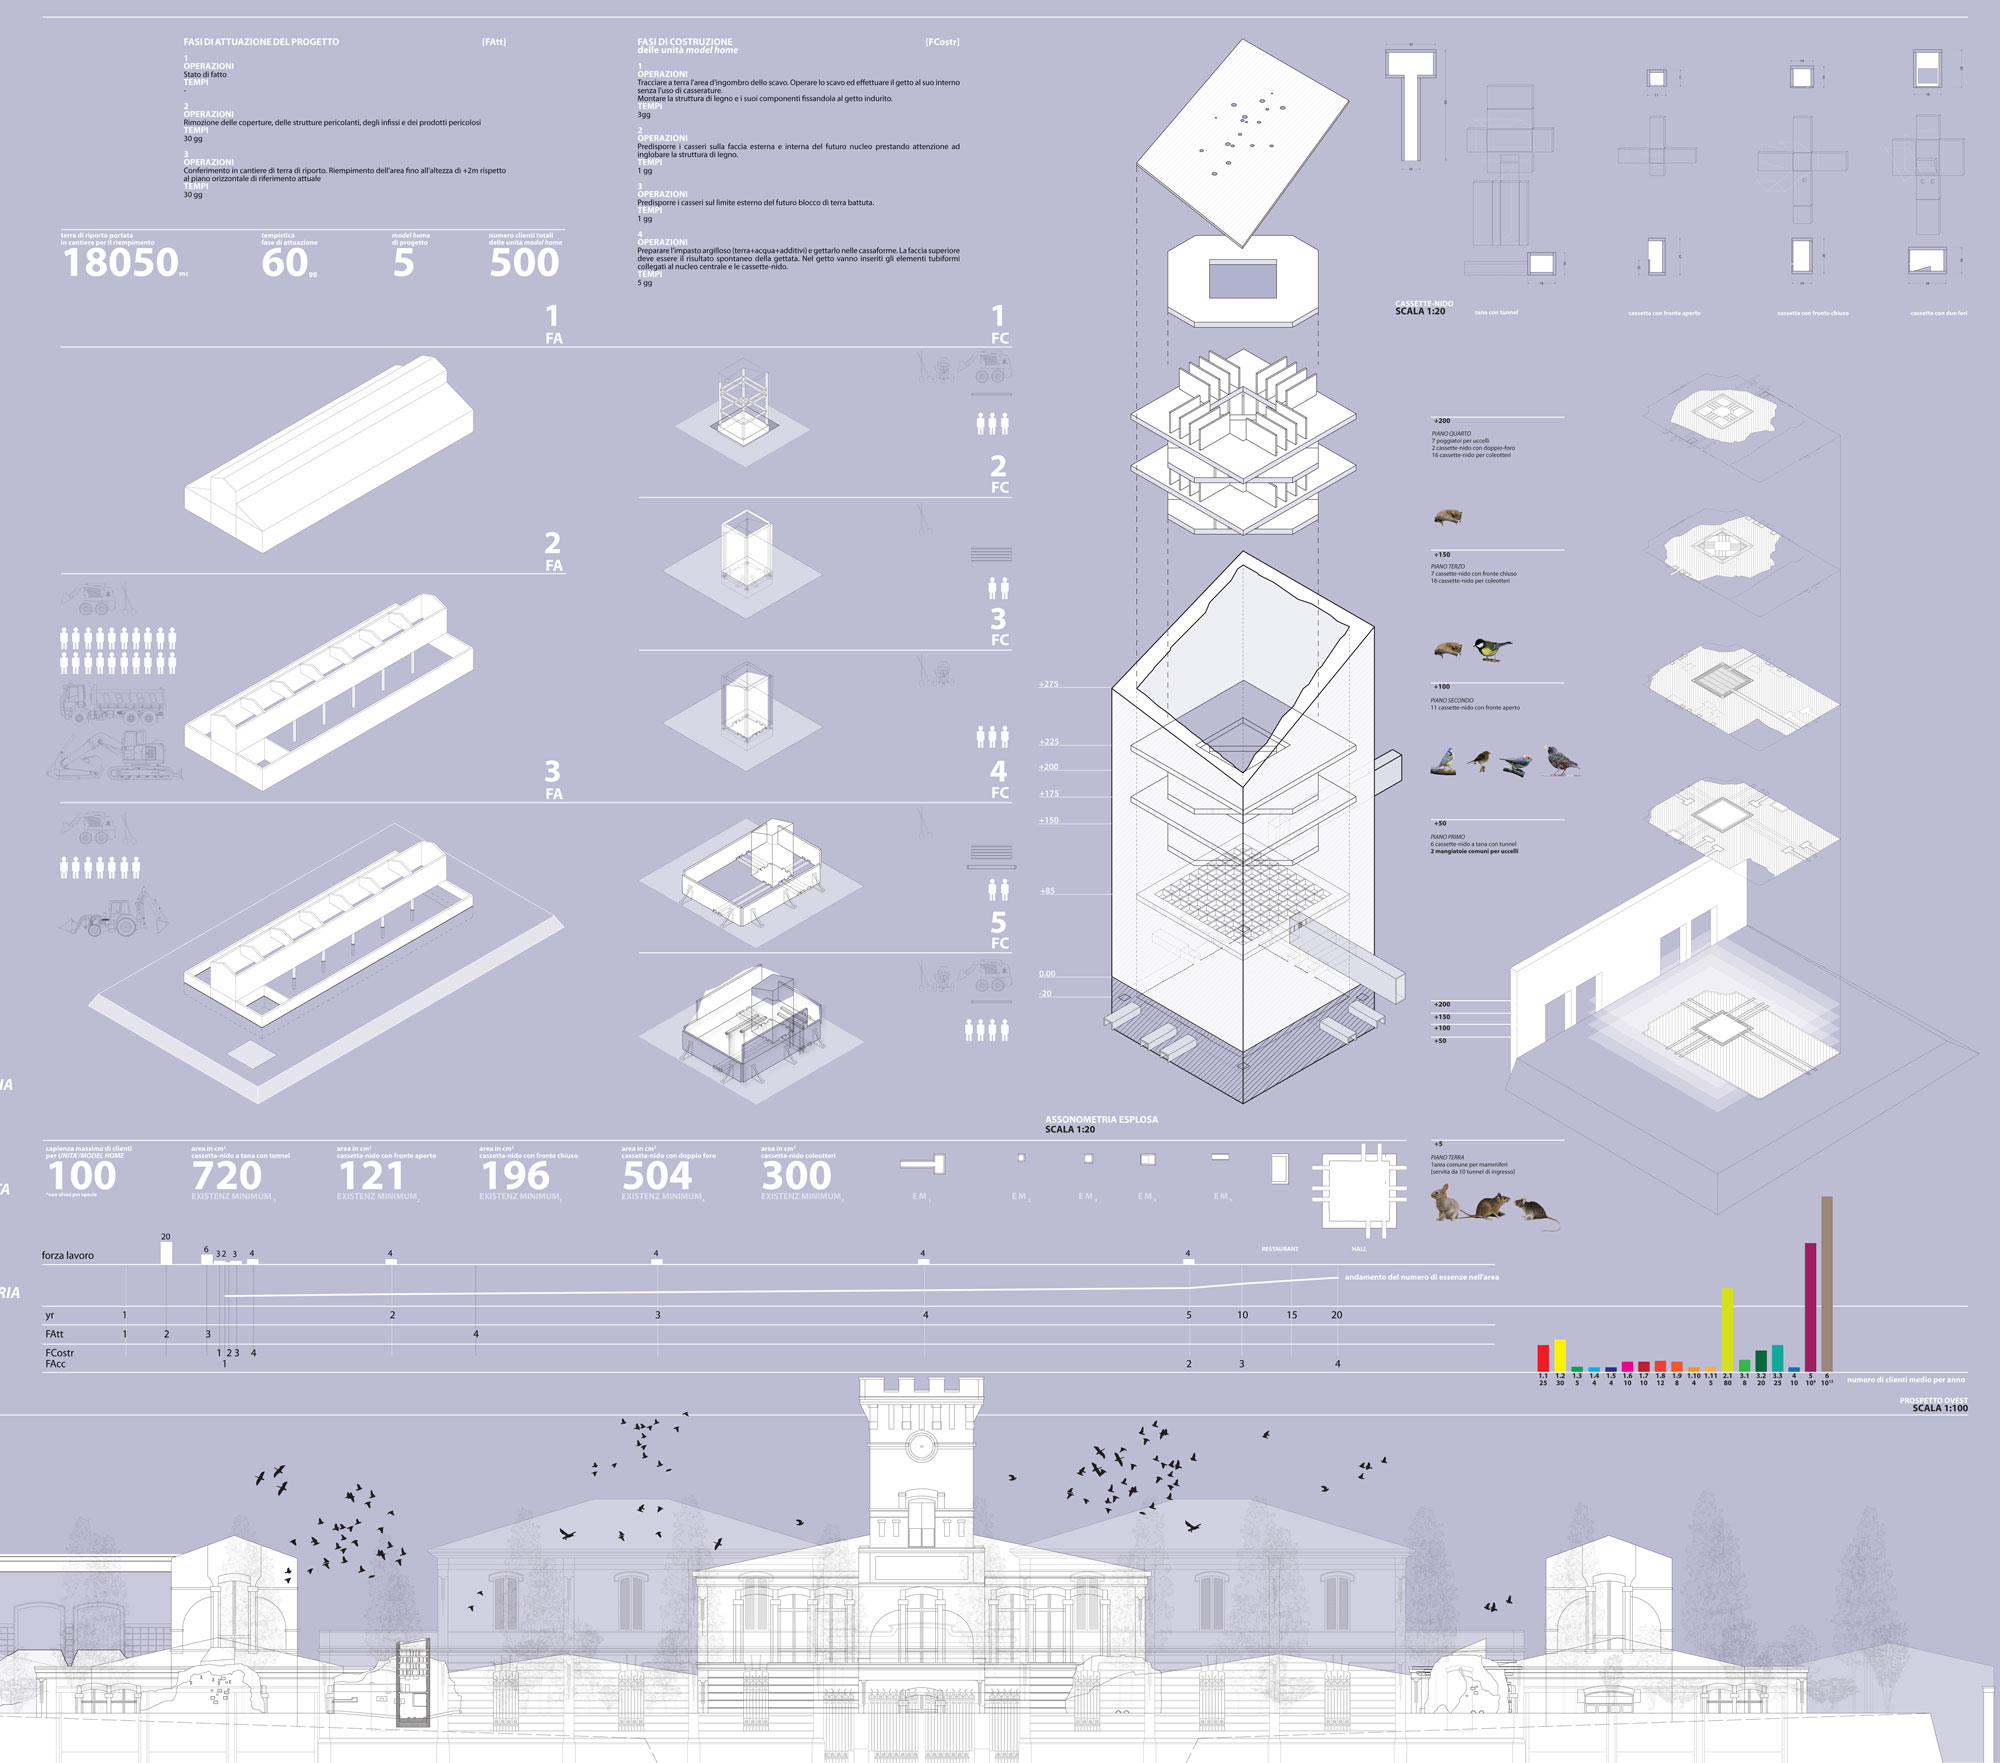 FASI DI ATTUAZIONE DEL PROGETTO [FAtt]
1
OPERAZIONI
Stato di fatto
TEMPI
-
2
OPERAZIONI
Rimozione delle coperture, delle strutture pericolanti, degli infissi e dei prodotti pericolosi
TEMPI
30 gg
3
OPERAZIONI
Conferimento in cantiere di terra di riporto. Riempimento dell'area fino all'altezza di +2m rispetto
al piano orizzontale di riferimento attuale
TEMPI
30 gg
terra di riporto portata
in cantiere per il riempimento
18050 mc
tempistica
fase di attuazione
60 gg
model home
di progetto
5
numero clienti totali
delle unità model home
500
FASI DI COSTRUZIONE [FCostr]
delle unità model home
1
OPERAZIONI
Tracciare a terra l'area d'ingombro dello scavo. Operare lo scavo ed effettuare il getto al suo interno
senza l'uso di casserature.
Montare la struttura di legno e i suoi componenti fissandola al getto indurito.
TEMPI
3gg
2
OPERAZIONI
Predisporre i casseri sulla faccia esterna e interna del futuro nucleo prestando attenzione ad
inglobare la struttura di legno.
TEMPI
1 gg
3
OPERAZIONI
Predisporre i casseri sul limite esterno del futuro blocco di terra battuta.
TEMPI
1 gg
4
OPERAZIONI
Preparare l'impasto argilloso (terra+acqua+additivi) e gettarlo nelle cassaforme. La faccia superiore
deve essere il risultato spontaneo della gettata. Nel getto vanno inseriti gli elementi tubiformi
collegati al nucleo centrale e le cassette-nido.
TEMPI
5 gg
1
FA
2
FA
3
FA
1
FC
2
FC
3
FC
4
FC
5
FC
CASSETTE-NIDO
SCALA 1:20
tana con tunnel
cassetta con fronte aperto
cassetta con fronte chiuso
cassetta con due fori
+275
+225
+200
+175
+150
+85
0.00
-20
ASSONOMETRIA ESPLOSA
SCALA 1:20
+200
PIANO QUARTO
7 poggiatoi per uccelli
2 cassette-nido con doppio-foro
16 cassette-nido per coleotteri
+150
PIANO TERZO
7 cassette-nido con fronte chiuso
16 cassette-nido per coleotteri
+100
PIANO SECONDO
11 cassette-nido con fronte aperto
+50
PIANO PRIMO
6 cassette-nido a tana con tunnel
2 mangiatoie comuni per uccelli
+200
+150
+100
+50
+5
PIANO TERRA
1area comune per mammiferi
(servita da 10 tunnel di ingresso)
IA
TA
RIA
capienza massima di clienti
per UNITA'/MODEL HOME
100
*non divisi per specie
area in cm²
cassetta-nido a tana con tunnel
720
EXISTENZ MINIMUM 1
area in cm²
cassetta-nido con fronte aperto
121
EXISTENZ MINIMUM 2
area in cm²
cassetta-nido con fronte chiuso
196
EXISTENZ MINIMUM
area in cm²
cassetta-nido con doppio foro
504
EXISTENZ MINIMUM
area in cm²
cassetta-nido coleotteri
300
EXISTENZ MINIMUM
EM 1
EM 2
EM
EM
EM
RESTAURANT
HALL
forza lavoro
20 6 3 2 3 4 4 4 4 4
andamento del numero di essenze nell'area
yr 1 2 3 4 5 10 15 20
FAtt 1 2 3 4
FCostr 1 2 3 4
FAcc 1 2 3 4
1.1 1.2 1.3 1.4 1.5 1.6 1.7 1.8 1.9 1.10 1.11 2.1 3.1 3.2 3.3 4 5 6
25 30 5 4 4 10 10 12 8 4 5 80 8 20 25 10
numero di clienti medio per anno
PROSPETTO OVEST
SCALA 1:100